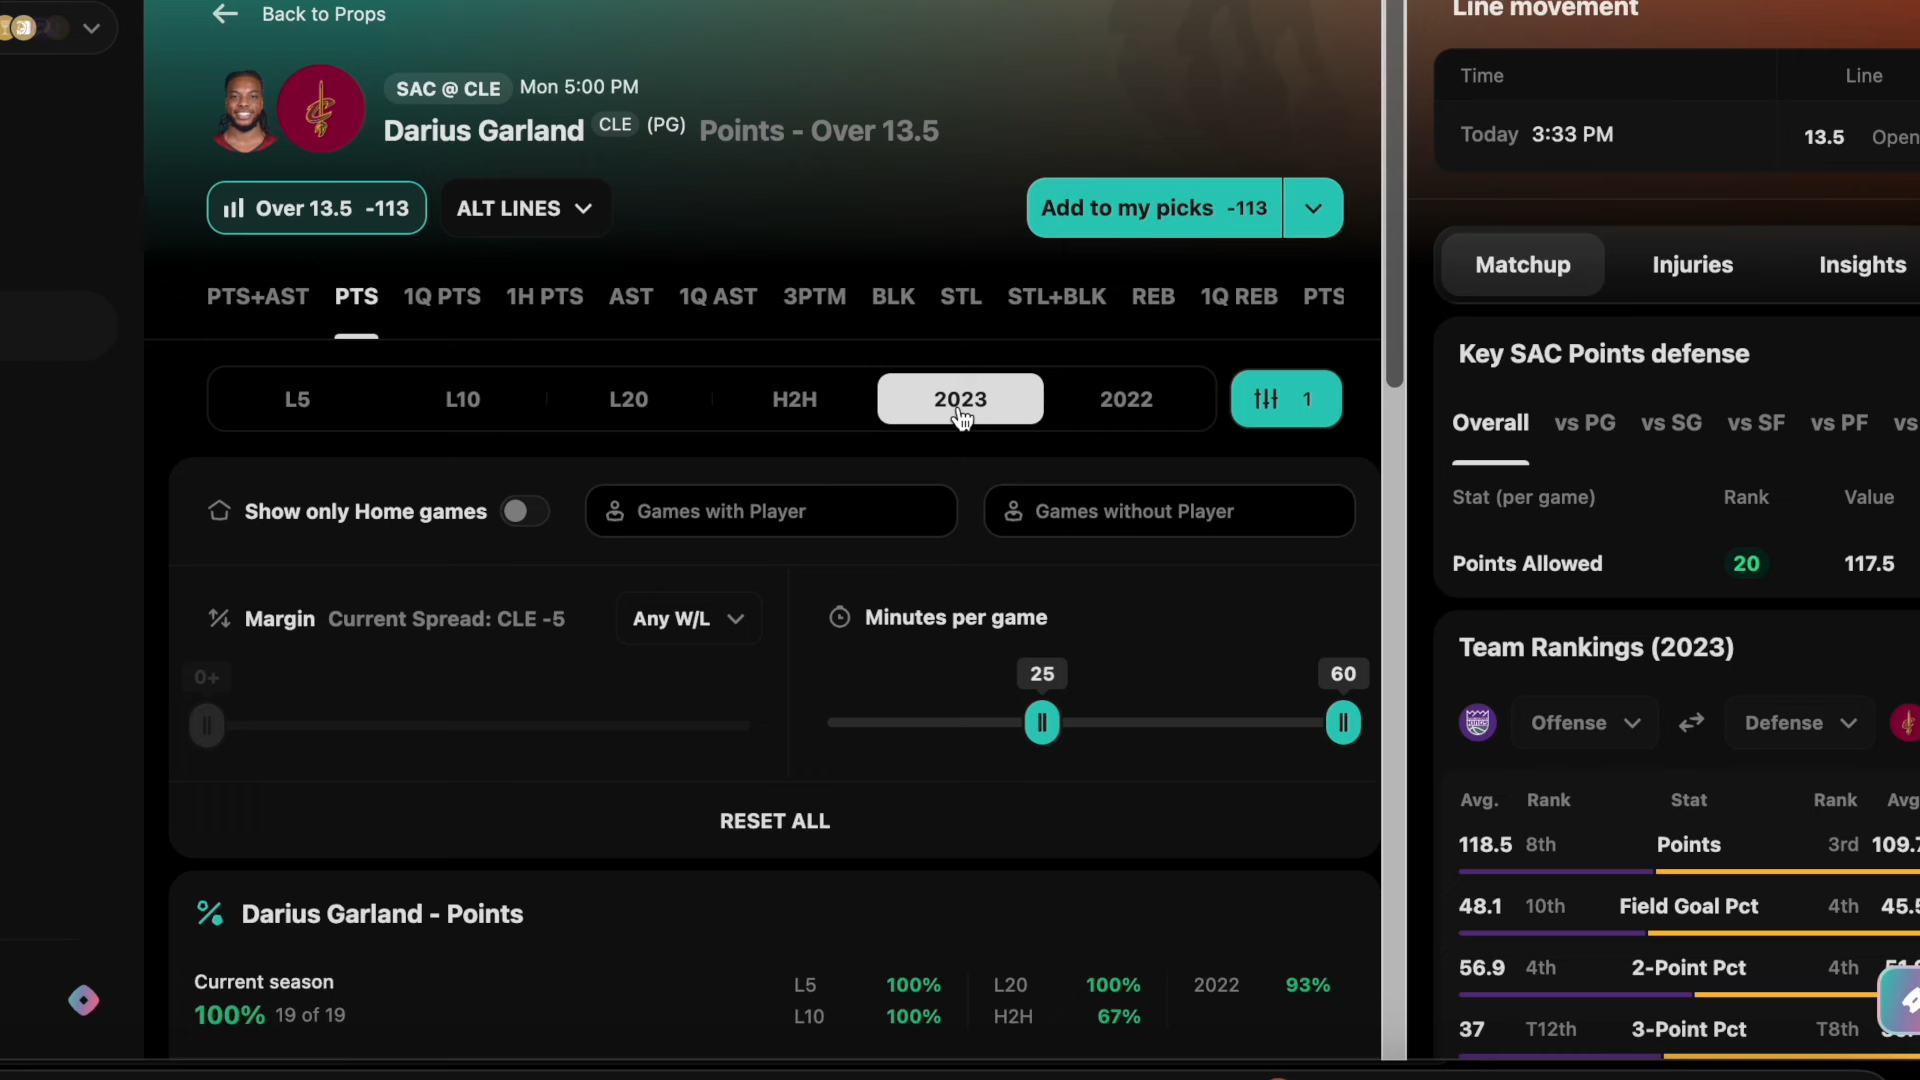 Back to Props
SAC @ CLE Mon 5:00 PM
Darius Garland CLE (PG) Points - Over 13.5
Over 13.5 -113 ALT LINES Add to my picks -113
PTS+AST PTS 1Q PTS 1H PTS AST 1Q AST 3PTM BLK STL STL+BLK REB 1Q REB PTS
L5 L10 L20 H2H 2023 2022 1
Show only Home games Games with Player Games without Player
Margin Current Spread: CLE -5 Any W/L Minutes per game
0+ 25 60
RESET ALL
Darius Garland - Points
Current season L5 100% L20 100% 2022 93%
100% 19 of 19 L10 100% H2H 67%
Line movement
Time Line
Today 3:33 PM 13.5 Open
Matchup Injuries Insights
Key SAC Points defense
Overall vs PG vs SG vs SF vs PF vs
Stat (per game) Rank Value
Points Allowed 20 117.5
Team Rankings (2023)
Offense Defense
Avg. Rank Stat Rank Avg
118.5 8th Points 3rd 109.7
48.1 10th Field Goal Pct 4th 45.5
56.9 4th 2-Point Pct 4th
37 T12th 3-Point Pct T8th